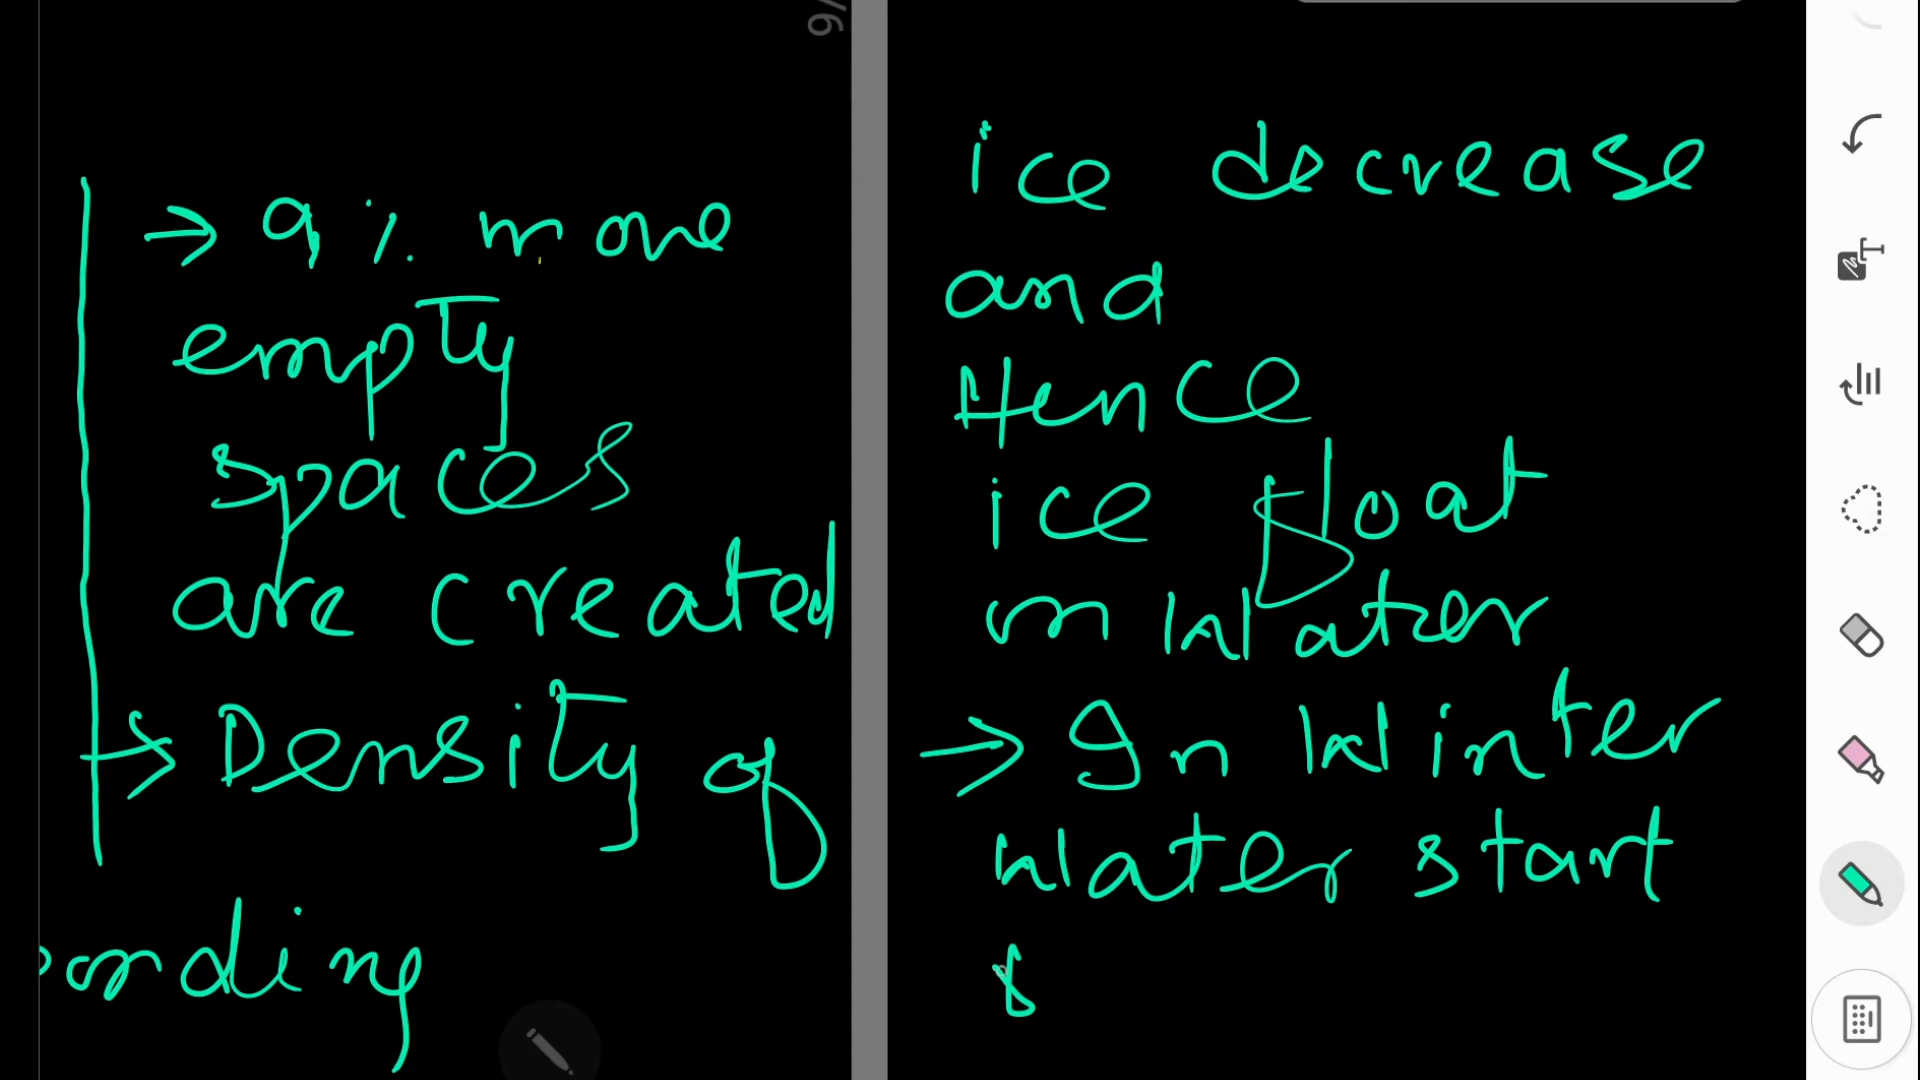 → 9% more
empty
spaces
are created
→ Density of
onding
ice decrease
and
Hence
ice float
on water
→ In Winter
Water start